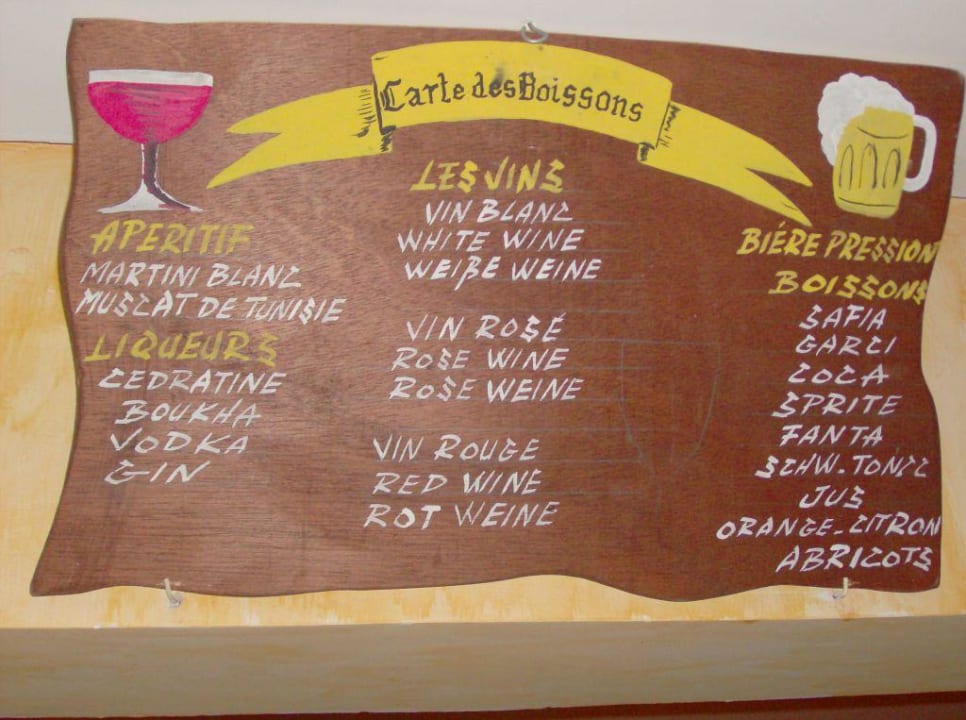 Carte des Boissons
APERITIF
MARTINI BLANC
MUSCAT DE TUNISIE
LIQUEURS
CEDRATINE
BOUKHA
VODKA
GIN
LES VINS
VIN BLANC
WHITE WINE
WEIßE WEINE
VIN ROSÉ
ROSE WINE
ROSE WEINE
VIN ROUGE
RED WINE
ROT WEINE
BIÉRE PRESSION
BOISSONS
SAFIA
GARCI
COCA
SPRITE
FANTA
SCHW-TONIC
JUS
ORANGE-CITRON
ABRICOTS